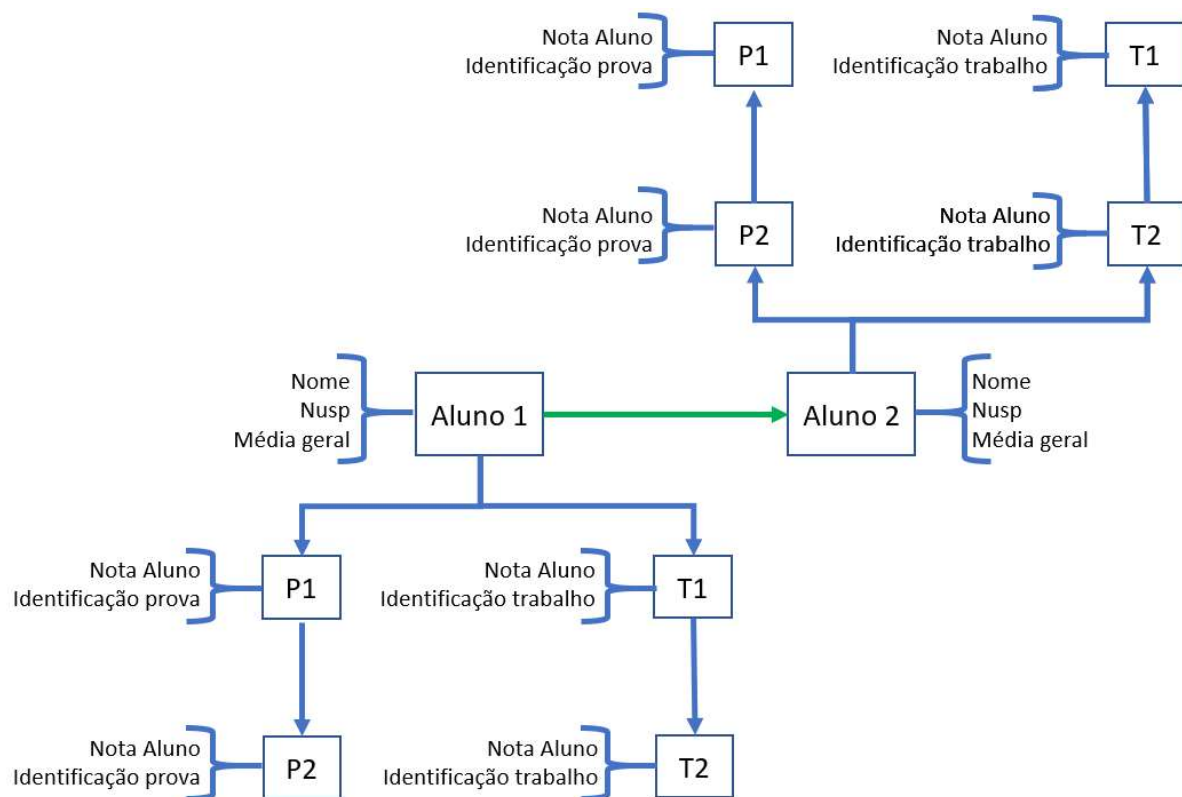 Nota Aluno
Identificação prova
P1
Nota Aluno
Identificação trabalho
T1
Nota Aluno
Identificação prova
P2
Nota Aluno
Identificação trabalho
T2
Nome
Nusp
Média geral
Aluno 1
Aluno 2
Nome
Nusp
Média geral
Nota Aluno
Identificação prova
P1
Nota Aluno
Identificação trabalho
T1
Nota Aluno
Identificação prova
P2
Nota Aluno
Identificação trabalho
T2